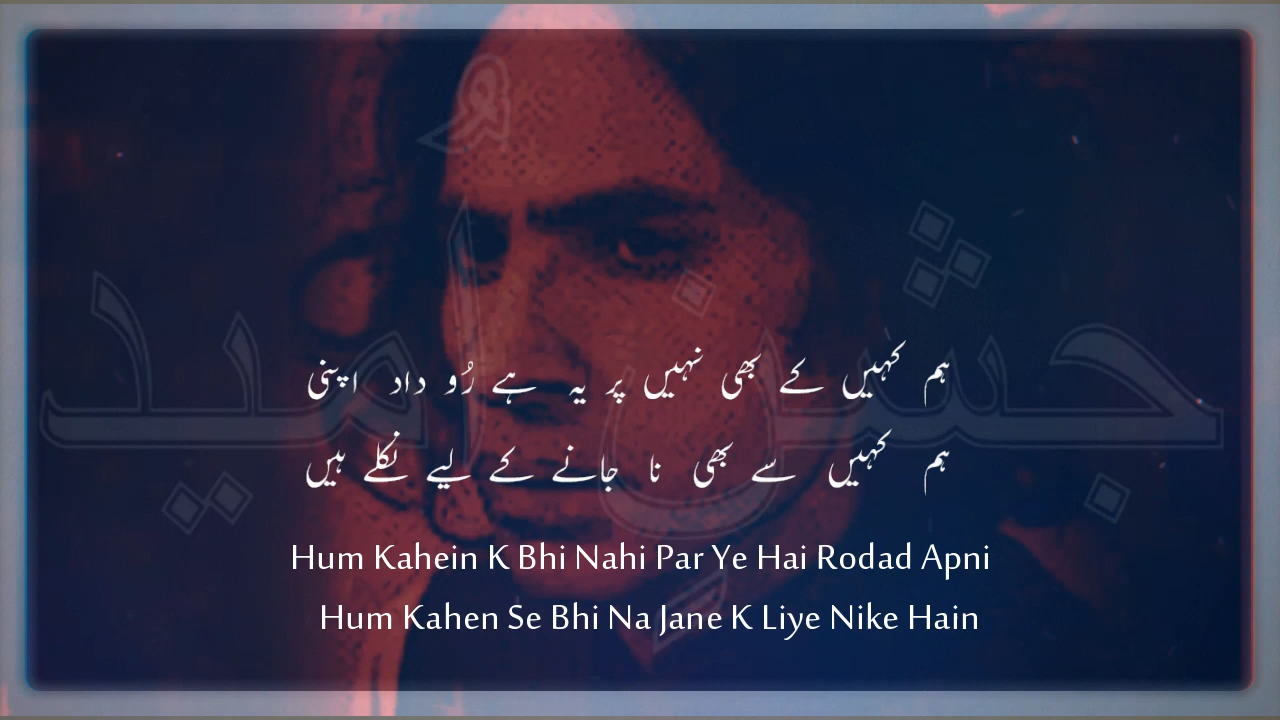 جشنِ اُمید
ہم کہیں کے بھی نہیں پر یہ ہے رُو داد اپنی
ہم کہیں سے بھی نا جانے کے لیے نکلے ہیں
Hum Kahein K Bhi Nahi Par Ye Hai Rodad Apni
Hum Kahen Se Bhi Na Jane K Liye Nike Hain